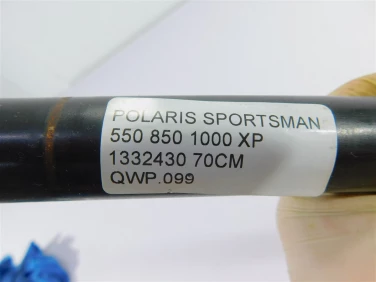 POLARIS SPORTSMAN
550 850 1000 XP
1332430 70CM
QWP.099